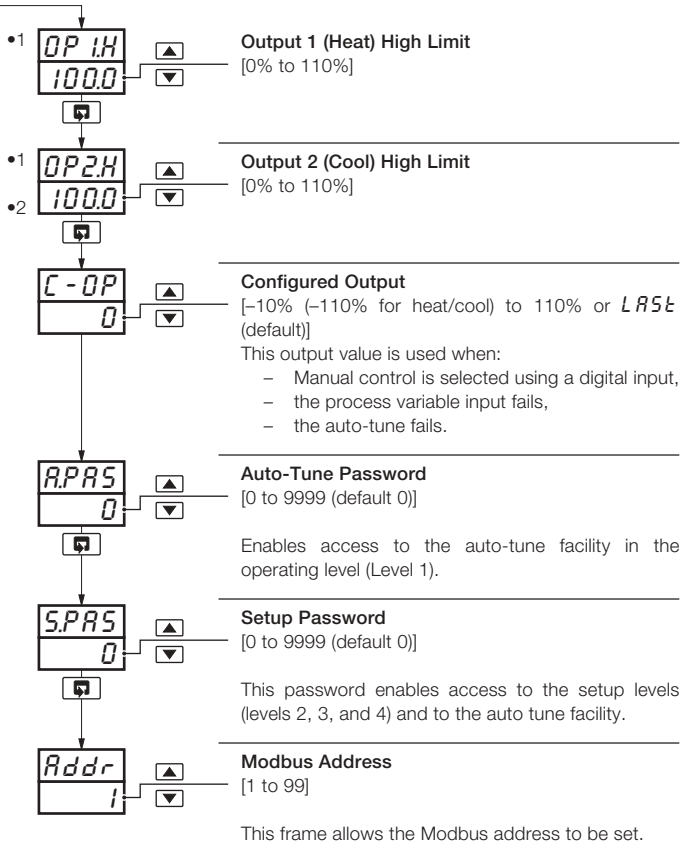 •1
OP1.H
100.0
Output 1 (Heat) High Limit
[0% to 110%]
•1
OP2.H
•2
100.0
Output 2 (Cool) High Limit
[0% to 110%]
C-OP
0
Configured Output
[–10% (–110% for heat/cool) to 110% or LASt
(default)]
This output value is used when:
– Manual control is selected using a digital input,
– the process variable input fails,
– the auto-tune fails.
A.PAS
0
Auto-Tune Password
[0 to 9999 (default 0)]
Enables access to the auto-tune facility in the
operating level (Level 1).
S.PAS
0
Setup Password
[0 to 9999 (default 0)]
This password enables access to the setup levels
(levels 2, 3, and 4) and to the auto tune facility.
Addr
1
Modbus Address
[1 to 99]
This frame allows the Modbus address to be set.